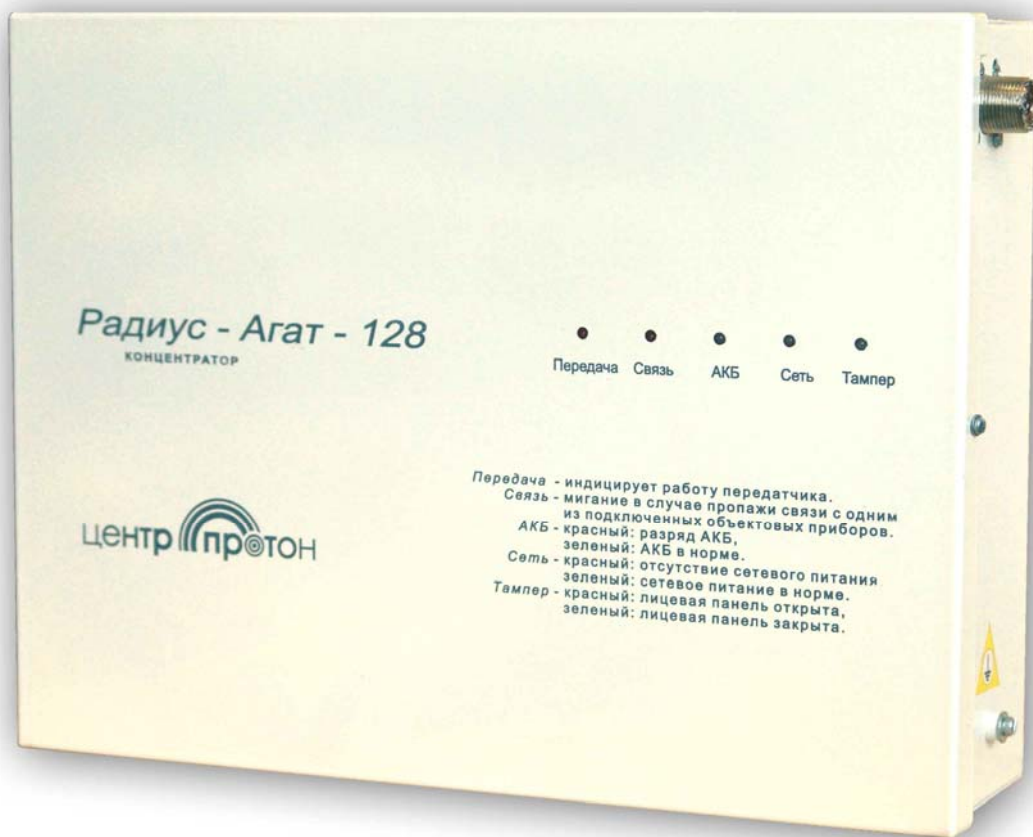 Радиус - Агат - 128
КОНЦЕНТРАТОР
Передача Связь АКБ Сеть Тампер
Передача - индицирует работу передатчика.
Связь - мигание в случае пропажи связи с одним
из подключенных объектовых приборов.
АКБ - красный: разряд АКБ,
зеленый: АКБ в норме.
Сеть - красный: отсутствие сетевого питания
зеленый: сетевое питание в норме.
Тампер - красный: лицевая панель открыта,
зеленый: лицевая панель закрыта.
центр протон